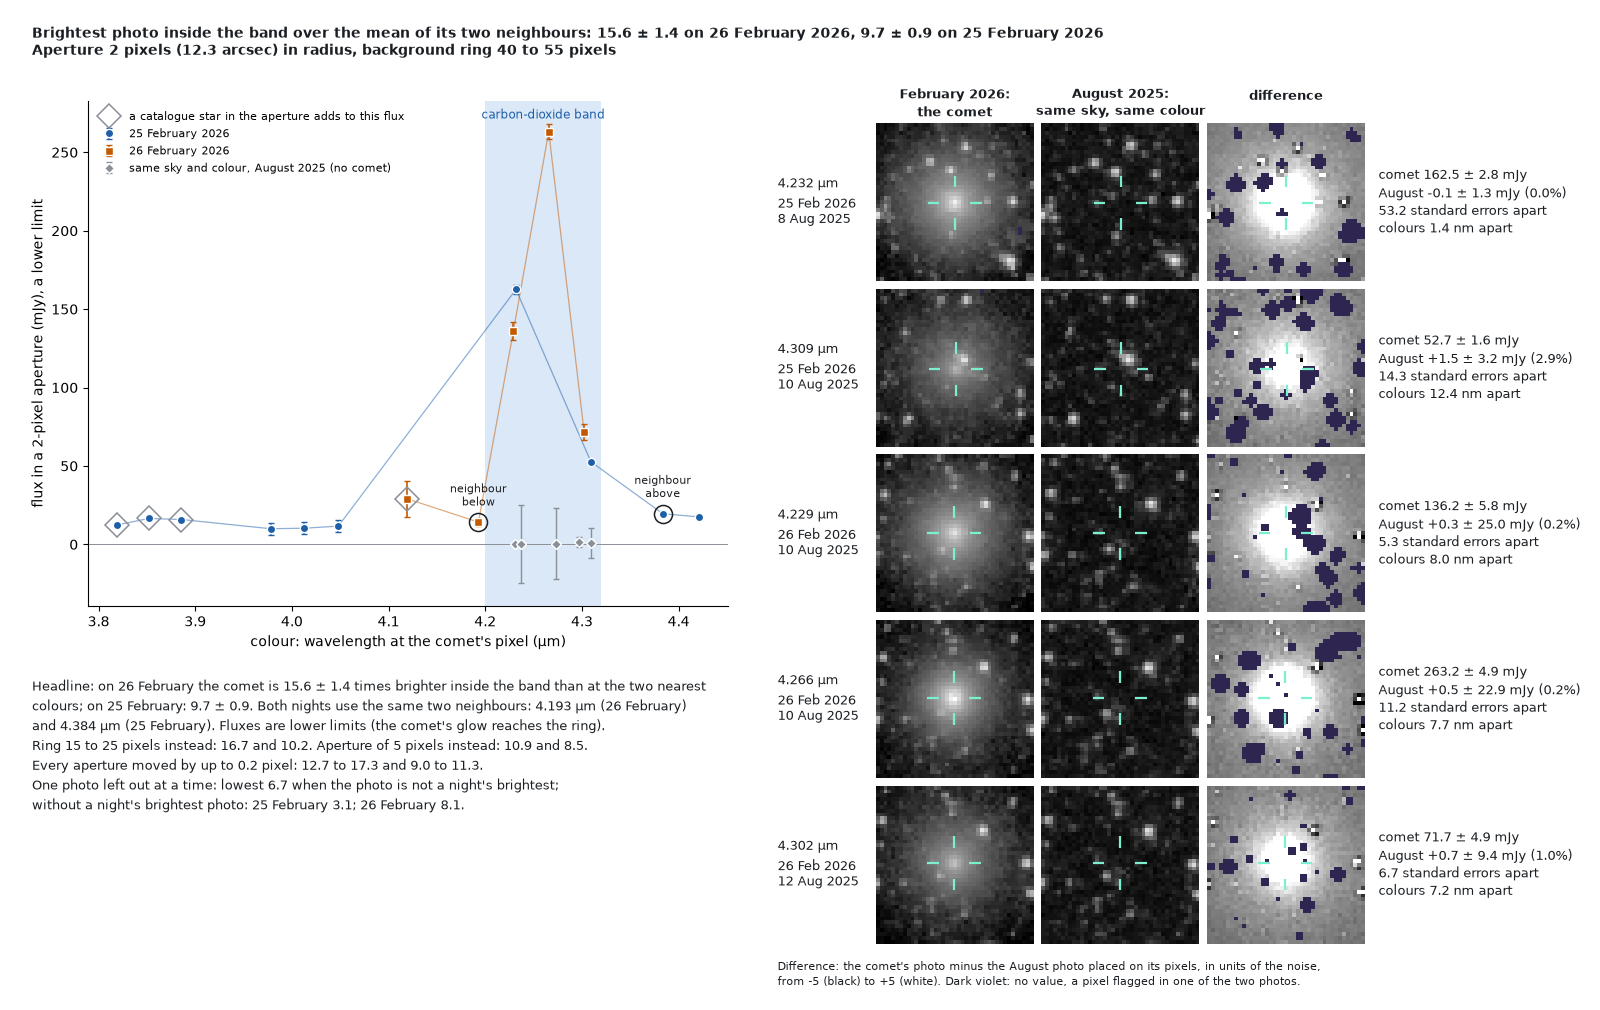 Brightest photo inside the band over the mean of its two neighbours: 15.6 ± 1.4 on 26 February 2026, 9.7 ± 0.9 on 25 February 2026
Aperture 2 pixels (12.3 arcsec) in radius, background ring 40 to 55 pixels
a catalogue star in the aperture adds to this flux
25 February 2026
26 February 2026
same sky and colour, August 2025 (no comet)
carbon-dioxide band
flux in a 2-pixel aperture (mJy), a lower limit
250
200
150
100
50
0
neighbour
below
neighbour
above
3.8
3.9
4.0
4.1
4.2
4.3
4.4
colour: wavelength at the comet's pixel (µm)
Headline: on 26 February the comet is 15.6 ± 1.4 times brighter inside the band than at the two nearest
colours; on 25 February: 9.7 ± 0.9. Both nights use the same two neighbours: 4.193 µm (26 February)
and 4.384 µm (25 February). Fluxes are lower limits (the comet's glow reaches the ring).
Ring 15 to 25 pixels instead: 16.7 and 10.2. Aperture of 5 pixels instead: 10.9 and 8.5.
Every aperture moved by up to 0.2 pixel: 12.7 to 17.3 and 9.0 to 11.3.
One photo left out at a time: lowest 6.7 when the photo is not a night's brightest;
without a night's brightest photo: 25 February 3.1; 26 February 8.1.
February 2026:
the comet
August 2025:
same sky, same colour
difference
4.232 µm
25 Feb 2026
8 Aug 2025
comet 162.5 ± 2.8 mJy
August -0.1 ± 1.3 mJy (0.0%)
53.2 standard errors apart
colours 1.4 nm apart
4.309 µm
25 Feb 2026
10 Aug 2025
comet 52.7 ± 1.6 mJy
August +1.5 ± 3.2 mJy (2.9%)
14.3 standard errors apart
colours 12.4 nm apart
4.229 µm
26 Feb 2026
10 Aug 2025
comet 136.2 ± 5.8 mJy
August +0.3 ± 25.0 mJy (0.2%)
5.3 standard errors apart
colours 8.0 nm apart
4.266 µm
26 Feb 2026
10 Aug 2025
comet 263.2 ± 4.9 mJy
August +0.5 ± 22.9 mJy (0.2%)
11.2 standard errors apart
colours 7.7 nm apart
4.302 µm
26 Feb 2026
12 Aug 2025
comet 71.7 ± 4.9 mJy
August +0.7 ± 9.4 mJy (1.0%)
6.7 standard errors apart
colours 7.2 nm apart
Difference: the comet's photo minus the August photo placed on its pixels, in units of the noise,
from -5 (black) to +5 (white). Dark violet: no value, a pixel flagged in one of the two photos.